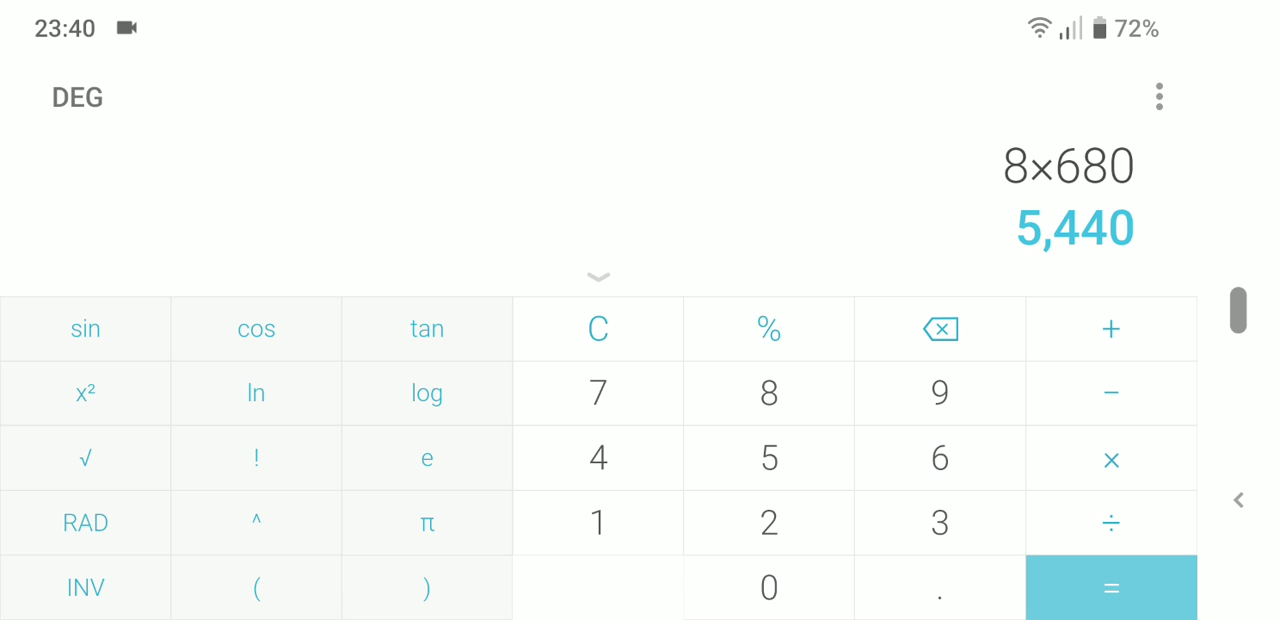 23:40 72%
DEG
8×680
5,440
sin cos tan C % +
x² ln log 7 8 9 −
√ ! e 4 5 6 ×
RAD ^ π 1 2 3 ÷
INV ( ) 0 . =